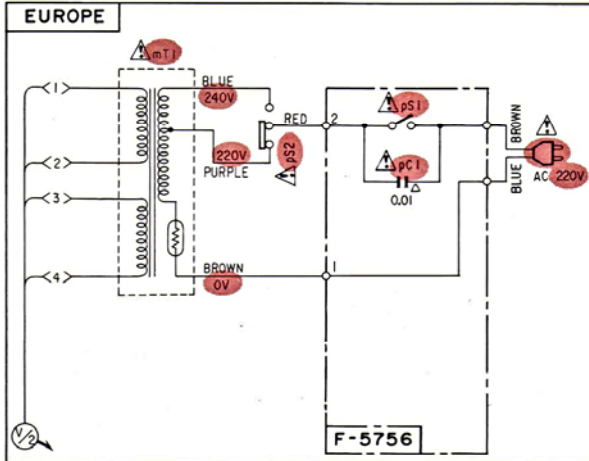 EUROPE
mT1
1
BLUE
240V
RED
2
pS1
BROWN
2
220V
PURPLE
pS2
pC1
0.01
BLUE
AC 220V
3
4
BROWN
0V
1
V/2
F-5756